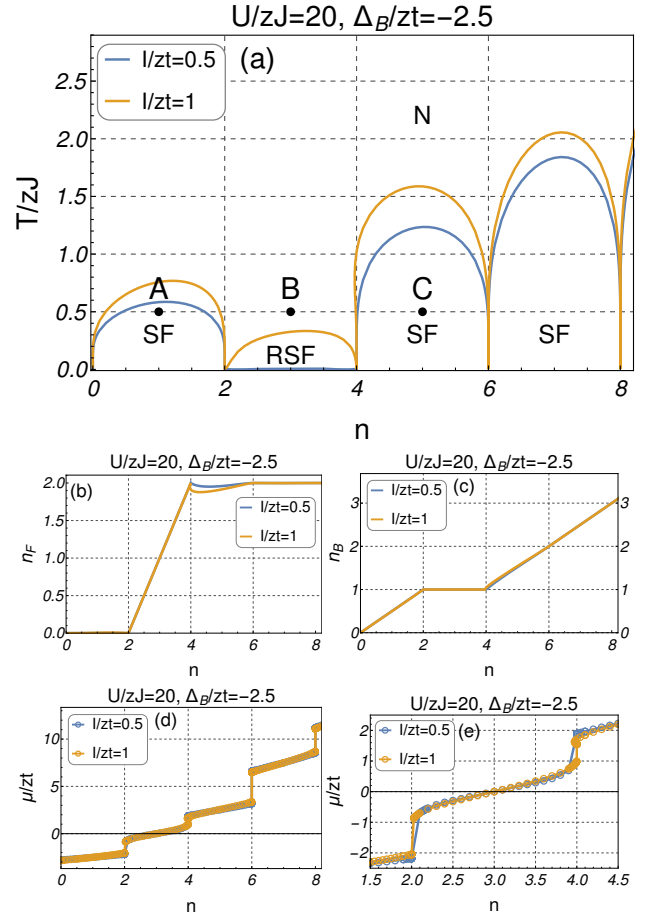 U/zJ=20, Δ_B/zt=−2.5
I/zt=0.5
I/zt=1
(a)
N
2.5
2.0
1.5
1.0
0.5
0.0
T/zJ
A
B
C
SF
RSF
SF
SF
0 2 4 6 8
n
U/zJ=20, Δ_B/zt=−2.5
(b)
I/zt=0.5
I/zt=1
2.0
1.5
1.0
0.5
0.0
n_F
0 2 4 6 8
n
U/zJ=20, Δ_B/zt=−2.5
(c)
I/zt=0.5
I/zt=1
3
2
1
0
3
2
1
0
n_B
0 2 4 6 8
n
U/zJ=20, Δ_B/zt=−2.5
(d)
I/zt=0.5
I/zt=1
10
5
0
μ/zt
0 2 4 6 8
n
U/zJ=20, Δ_B/zt=−2.5
(e)
I/zt=0.5
I/zt=1
2
1
0
−1
−2
μ/zt
1.5 2.0 2.5 3.0 3.5 4.0 4.5
n